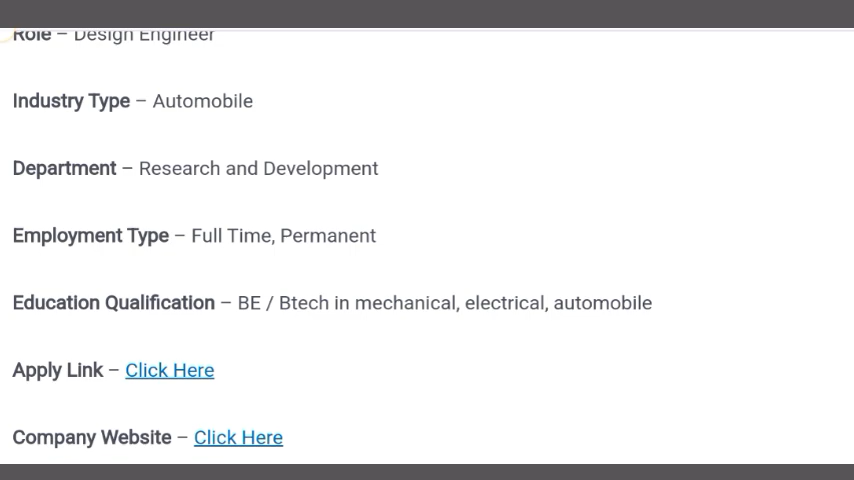 Role – Design Engineer
Industry Type – Automobile
Department – Research and Development
Employment Type – Full Time, Permanent
Education Qualification – BE / Btech in mechanical, electrical, automobile
Apply Link – Click Here
Company Website – Click Here